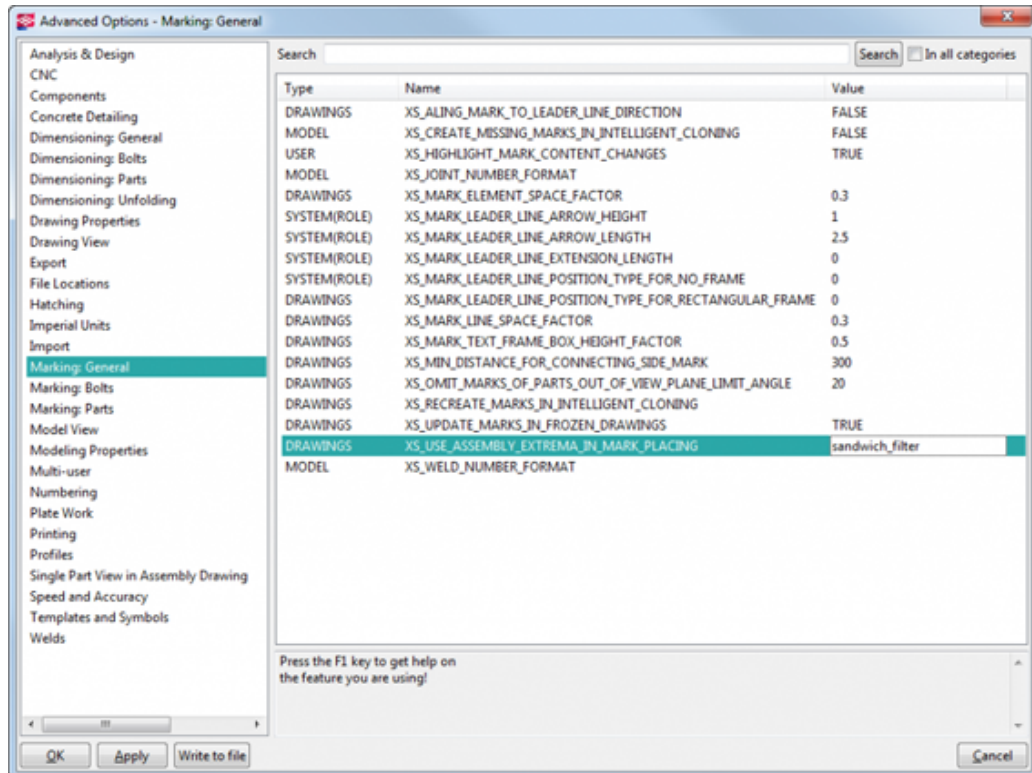 Advanced Options - Marking: General
Analysis & Design
CNC
Components
Concrete Detailing
Dimensioning: General
Dimensioning: Bolts
Dimensioning: Parts
Dimensioning: Unfolding
Drawing Properties
Drawing View
Export
File Locations
Hatching
Imperial Units
Import
Marking: General
Marking: Bolts
Marking: Parts
Model View
Modeling Properties
Multi-user
Numbering
Plate Work
Printing
Profiles
Single Part View in Assembly Drawing
Speed and Accuracy
Templates and Symbols
Welds
Search Search In all categories
Type Name Value
DRAWINGS XS_ALING_MARK_TO_LEADER_LINE_DIRECTION FALSE
MODEL XS_CREATE_MISSING_MARKS_IN_INTELLIGENT_CLONING FALSE
USER XS_HIGHLIGHT_MARK_CONTENT_CHANGES TRUE
MODEL XS_JOINT_NUMBER_FORMAT
DRAWINGS XS_MARK_ELEMENT_SPACE_FACTOR 0.3
SYSTEM(ROLE) XS_MARK_LEADER_LINE_ARROW_HEIGHT 1
SYSTEM(ROLE) XS_MARK_LEADER_LINE_ARROW_LENGTH 2.5
SYSTEM(ROLE) XS_MARK_LEADER_LINE_EXTENSION_LENGTH 0
SYSTEM(ROLE) XS_MARK_LEADER_LINE_POSITION_TYPE_FOR_NO_FRAME 0
DRAWINGS XS_MARK_LEADER_LINE_POSITION_TYPE_FOR_RECTANGULAR_FRAME 0
DRAWINGS XS_MARK_LINE_SPACE_FACTOR 0.3
DRAWINGS XS_MARK_TEXT_FRAME_BOX_HEIGHT_FACTOR 0.5
DRAWINGS XS_MIN_DISTANCE_FOR_CONNECTING_SIDE_MARK 300
DRAWINGS XS_OMIT_MARKS_OF_PARTS_OUT_OF_VIEW_PLANE_LIMIT_ANGLE 20
DRAWINGS XS_RECREATE_MARKS_IN_INTELLIGENT_CLONING
DRAWINGS XS_UPDATE_MARKS_IN_FROZEN_DRAWINGS TRUE
DRAWINGS XS_USE_ASSEMBLY_EXTREMA_IN_MARK_PLACING sandwich_filter
MODEL XS_WELD_NUMBER_FORMAT
Press the F1 key to get help on
the feature you are using!
OK Apply Write to file Cancel